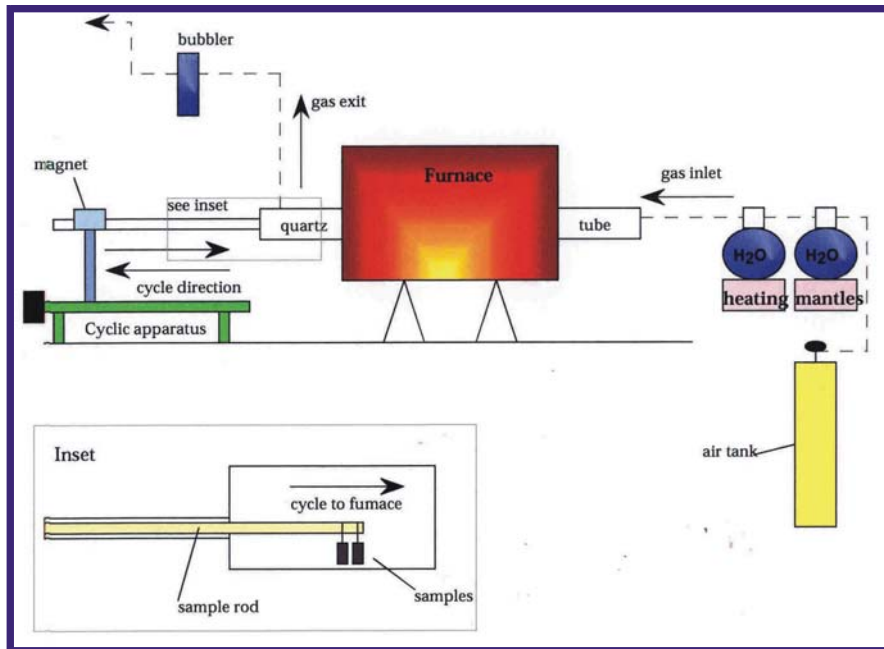 bubbler
gas exit
magnet
Furnace
gas inlet
see inset
quartz
tube
H2O
H2O
cycle direction
heating
mantles
Cyclic apparatus
air tank
Inset
cycle to furnace
samples
sample rod